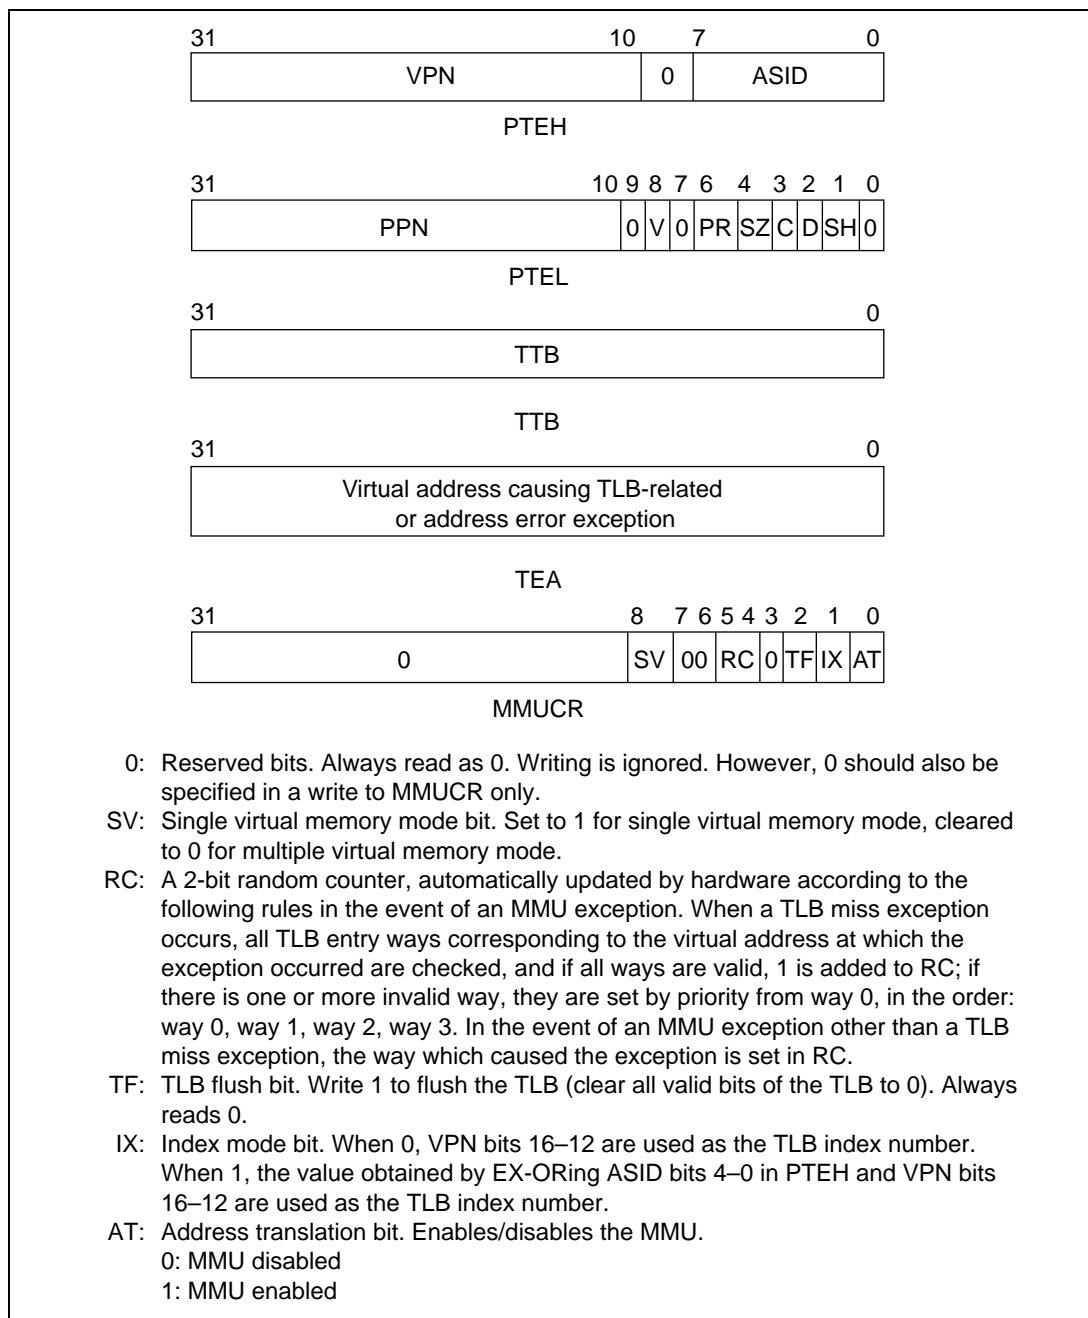 31 10 7 0
VPN 0 ASID
PTEH
31 10 9 8 7 6 4 3 2 1 0
PPN 0 V 0 PR SZ C D SH 0
PTEL
31 0
TTB
TTB
31 0
Virtual address causing TLB-related
or address error exception
TEA
31 8 7 6 5 4 3 2 1 0
0 SV 00 RC 0 TF IX AT
MMUCR
0: Reserved bits. Always read as 0. Writing is ignored. However, 0 should also be
specified in a write to MMUCR only.
SV: Single virtual memory mode bit. Set to 1 for single virtual memory mode, cleared
to 0 for multiple virtual memory mode.
RC: A 2-bit random counter, automatically updated by hardware according to the
following rules in the event of an MMU exception. When a TLB miss exception
occurs, all TLB entry ways corresponding to the virtual address at which the
exception occurred are checked, and if all ways are valid, 1 is added to RC; if
there is one or more invalid way, they are set by priority from way 0, in the order:
way 0, way 1, way 2, way 3. In the event of an MMU exception other than a TLB
miss exception, the way which caused the exception is set in RC.
TF: TLB flush bit. Write 1 to flush the TLB (clear all valid bits of the TLB to 0). Always
reads 0.
IX: Index mode bit. When 0, VPN bits 16–12 are used as the TLB index number.
When 1, the value obtained by EX-ORing ASID bits 4–0 in PTEH and VPN bits
16–12 are used as the TLB index number.
AT: Address translation bit. Enables/disables the MMU.
0: MMU disabled
1: MMU enabled